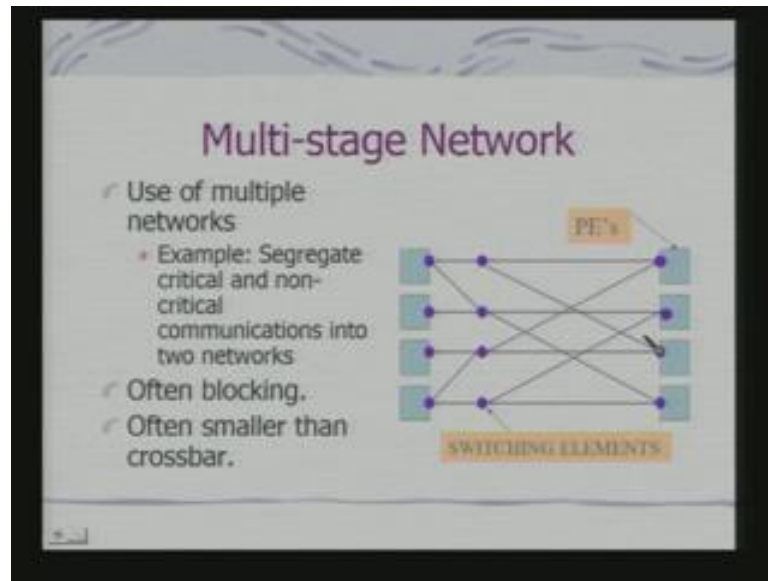 Multi-stage Network
Use of multiple
networks
Example: Segregate
critical and non-
critical
communications into
two networks
Often blocking.
Often smaller than
crossbar.
PE's
SWITCHING ELEMENTS